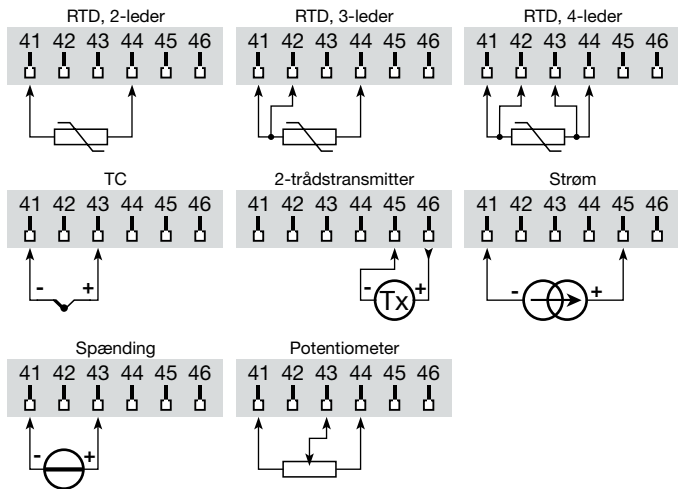 RTD, 2-leder RTD, 3-leder RTD, 4-leder
41 42 43 44 45 46 41 42 43 44 45 46 41 42 43 44 45 46
TC 2-trådstransmitter Strøm
41 42 43 44 45 46 41 42 43 44 45 46 41 42 43 44 45 46
- + - Tx + - +
Spænding Potentiometer
41 42 43 44 45 46 41 42 43 44 45 46
- +